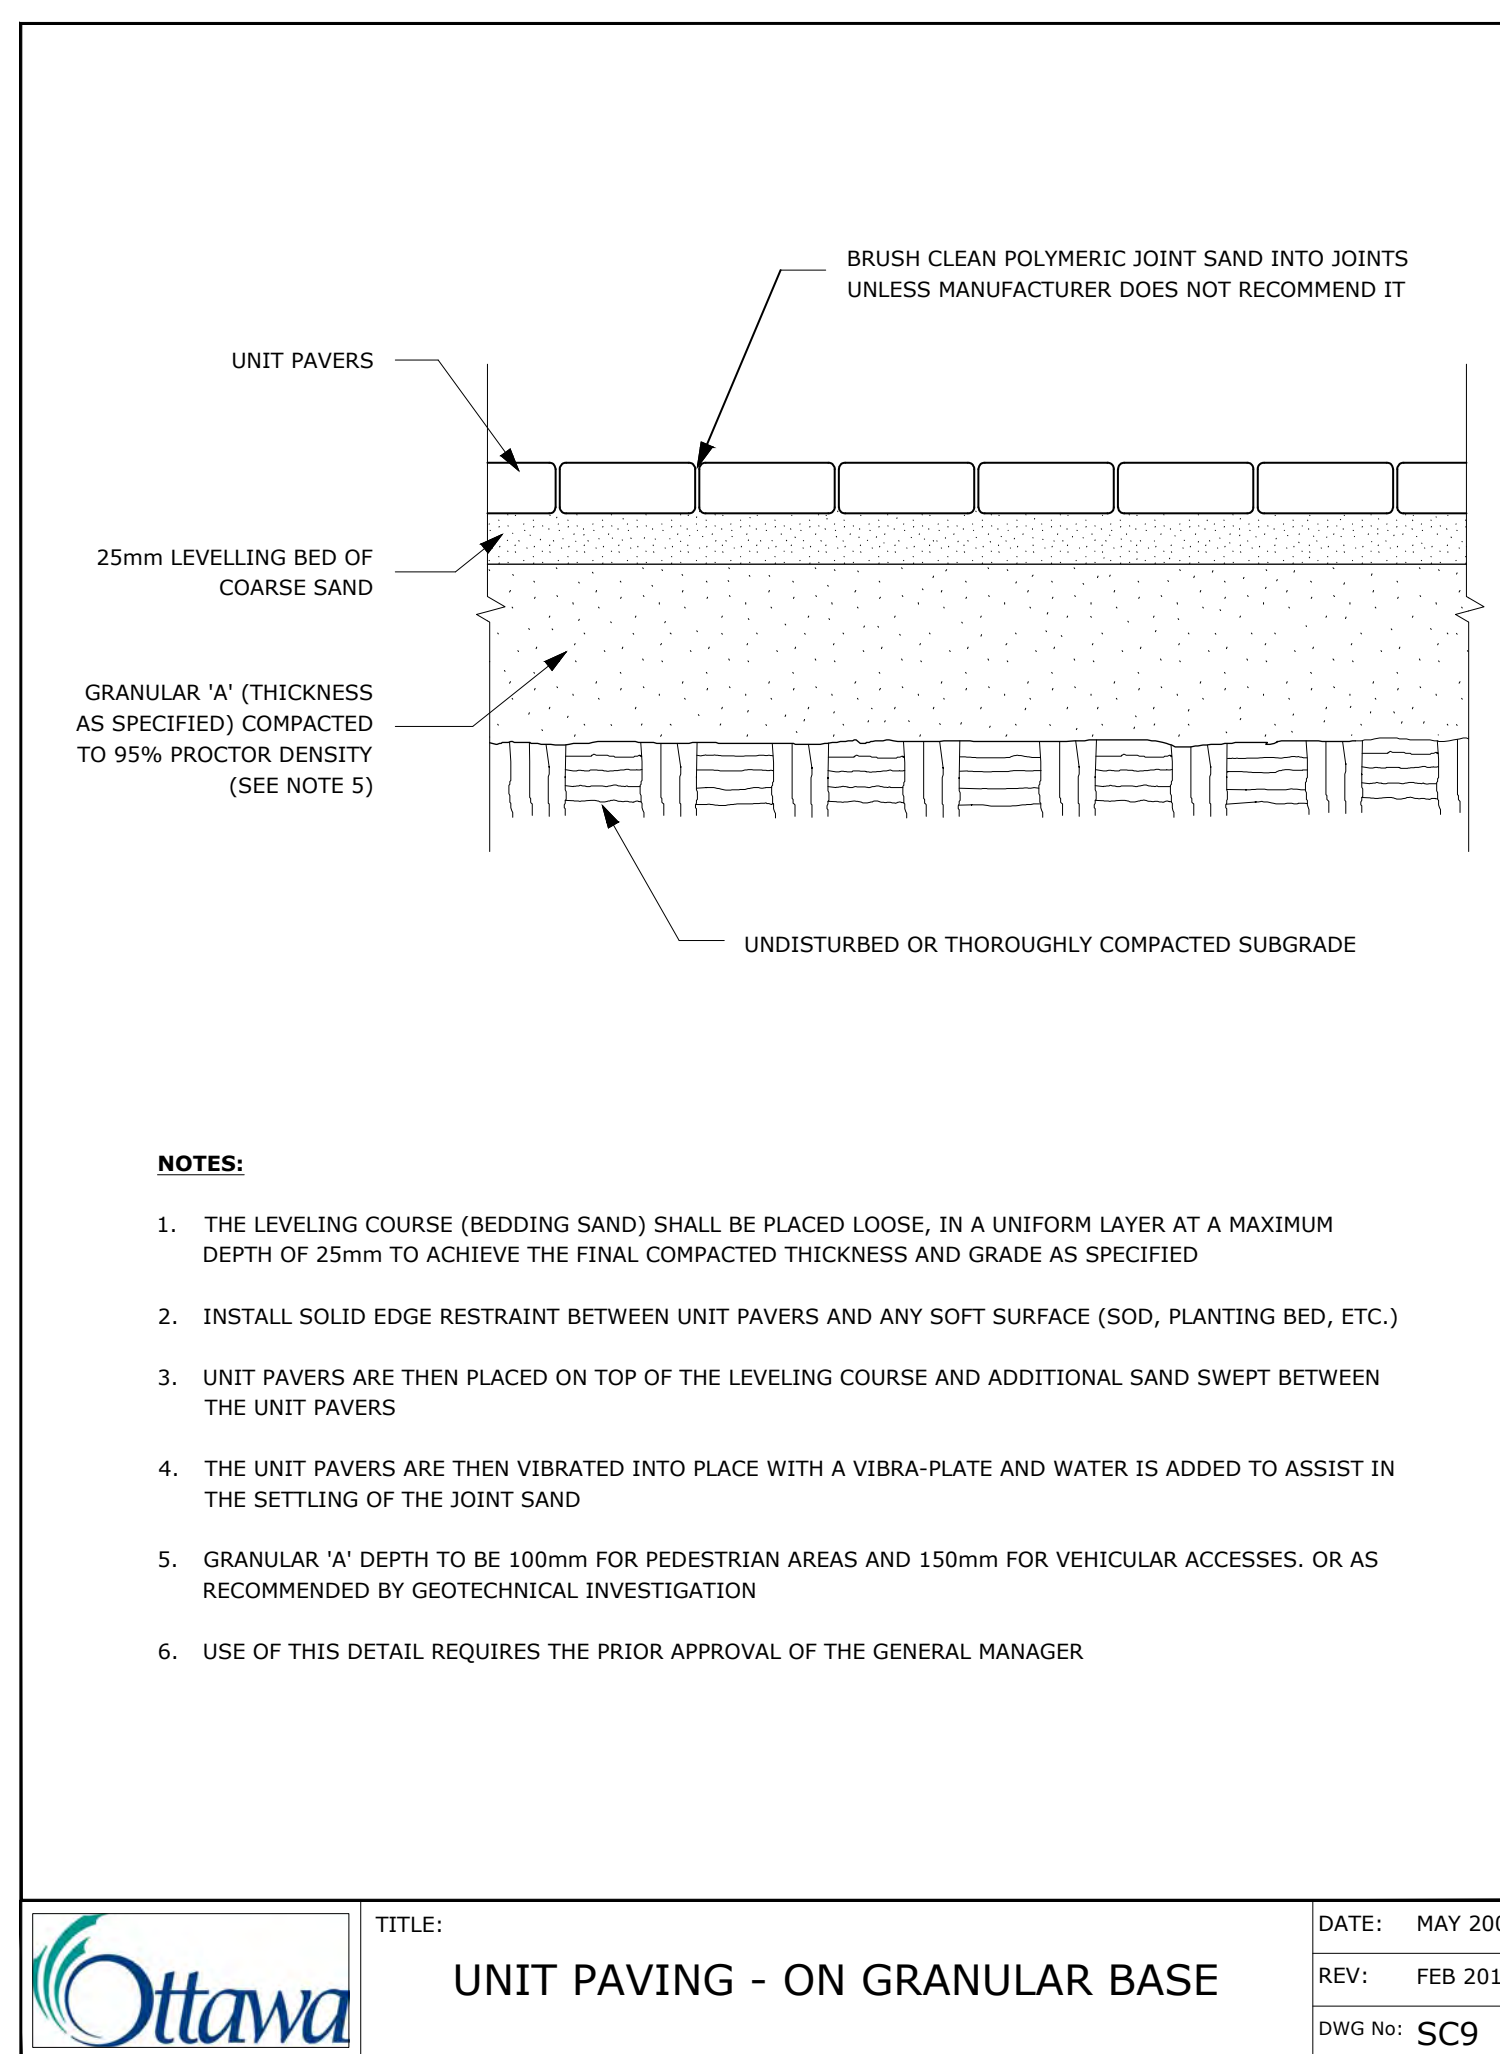 BRUSH CLEAN POLYMERIC JOINT SAND INTO JOINTS
UNLESS MANUFACTURER DOES NOT RECOMMEND IT
UNIT PAVERS
25mm LEVELLING BED OF
COARSE SAND
GRANULAR 'A' (THICKNESS
AS SPECIFIED) COMPACTED
TO 95% PROCTOR DENSITY
(SEE NOTE 5)
UNDISTURBED OR THOROUGHLY COMPACTED SUBGRADE
NOTES:
1. THE LEVELING COURSE (BEDDING SAND) SHALL BE PLACED LOOSE, IN A UNIFORM LAYER AT A MAXIMUM
DEPTH OF 25mm TO ACHIEVE THE FINAL COMPACTED THICKNESS AND GRADE AS SPECIFIED
2. INSTALL SOLID EDGE RESTRAINT BETWEEN UNIT PAVERS AND ANY SOFT SURFACE (SOD, PLANTING BED, ETC.)
3. UNIT PAVERS ARE THEN PLACED ON TOP OF THE LEVELING COURSE AND ADDITIONAL SAND SWEPT BETWEEN
THE UNIT PAVERS
4. THE UNIT PAVERS ARE THEN VIBRATED INTO PLACE WITH A VIBRA-PLATE AND WATER IS ADDED TO ASSIST IN
THE SETTLING OF THE JOINT SAND
5. GRANULAR 'A' DEPTH TO BE 100mm FOR PEDESTRIAN AREAS AND 150mm FOR VEHICULAR ACCESSES. OR AS
RECOMMENDED BY GEOTECHNICAL INVESTIGATION
6. USE OF THIS DETAIL REQUIRES THE PRIOR APPROVAL OF THE GENERAL MANAGER
Ottawa
TITLE:
UNIT PAVING - ON GRANULAR BASE
DATE: MAY
REV: FEB
DWG No: SC9